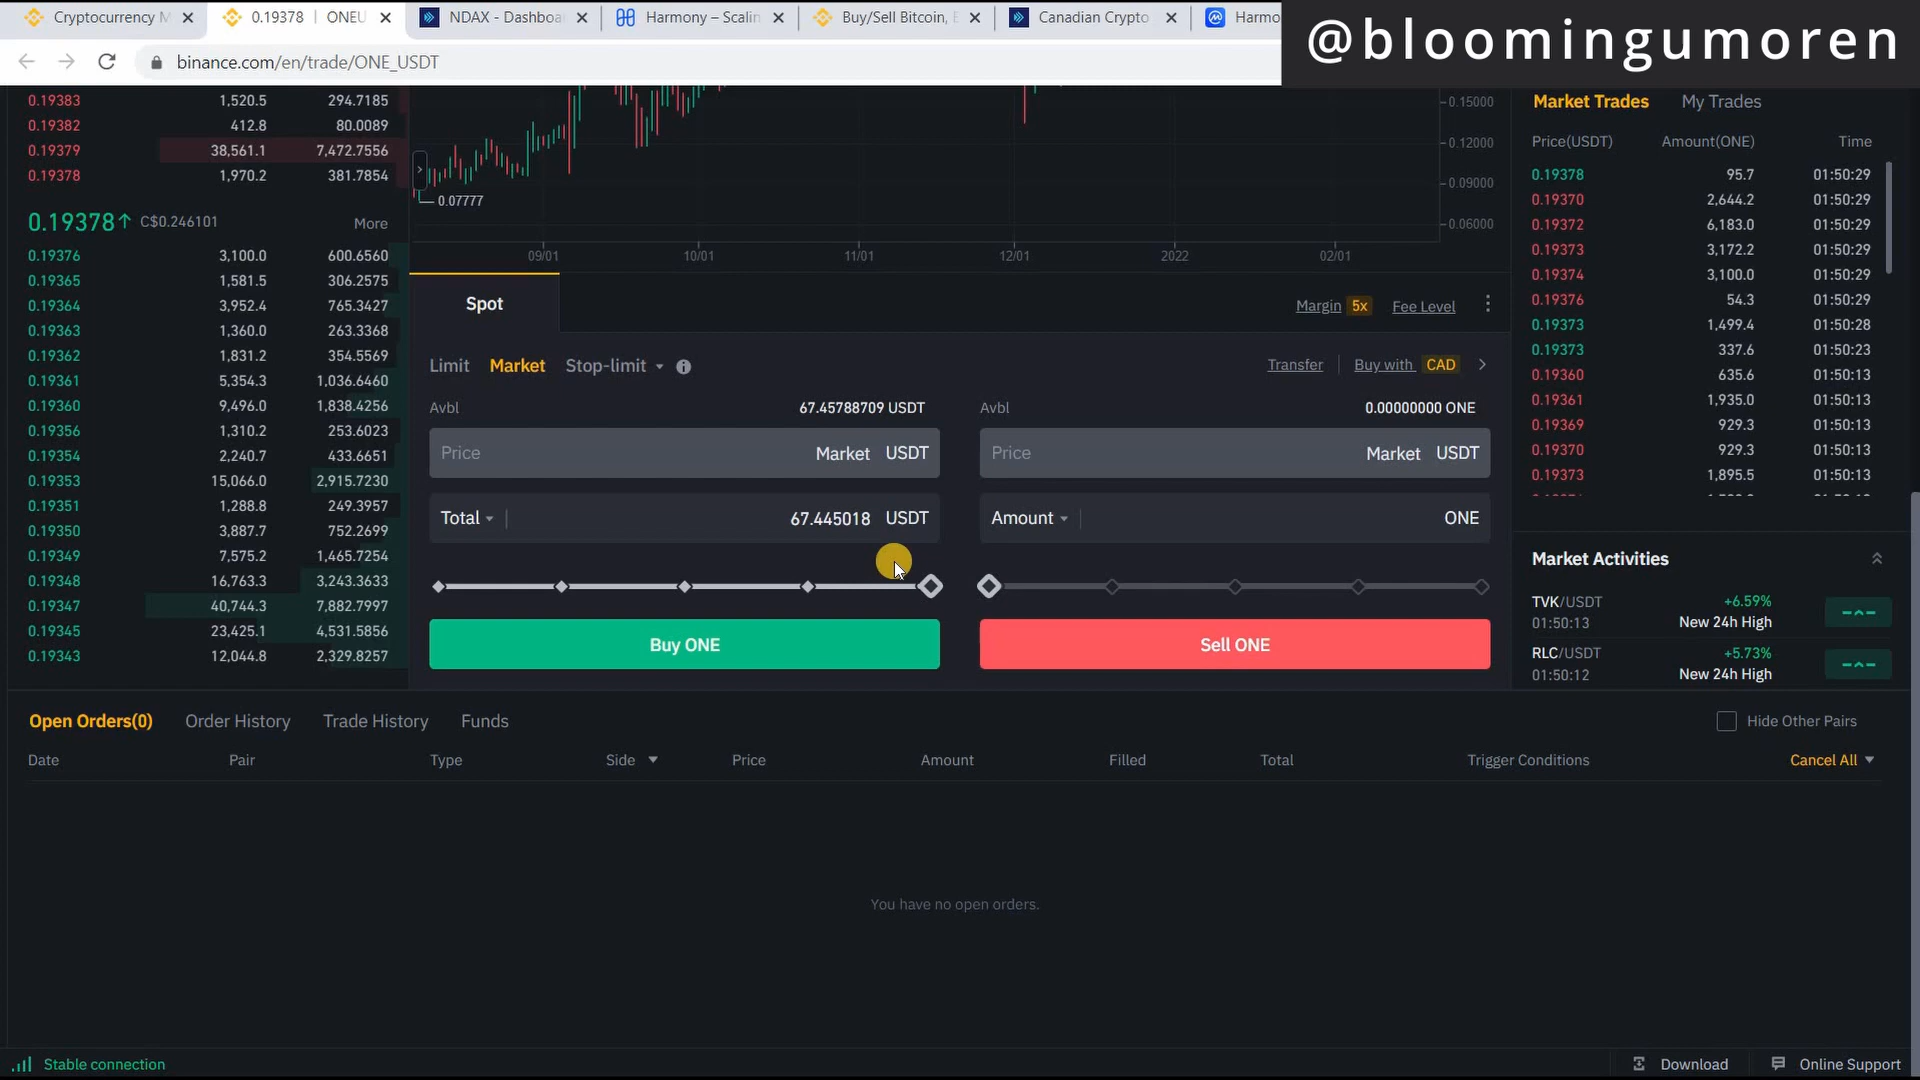 Cryptocurrency M
0.19378 | ONEU
NDAX - Dashboa
Harmony – Scalin
Buy/Sell Bitcoin, E
Canadian Crypto
Harmo
@bloomingumoren
binance.com/en/trade/ONE_USDT
0.19383 1,520.5 294.7185
0.19382 412.8 80.0089
0.19379 38,561.1 7,472.7556
0.19378 1,970.2 381.7854
0.19378↑ C$0.246101 More
0.19376 3,100.0 600.6560
0.19365 1,581.5 306.2575
0.19364 3,952.4 765.3427
0.19363 1,360.0 263.3368
0.19362 1,831.2 354.5569
0.19361 5,354.3 1,036.6460
0.19360 9,496.0 1,838.4256
0.19356 1,310.2 253.6023
0.19354 2,240.7 433.6651
0.19353 15,066.0 2,915.7230
0.19351 1,288.8 249.3957
0.19350 3,887.7 752.2699
0.19349 7,575.2 1,465.7254
0.19348 16,763.3 3,243.3633
0.19347 40,744.3 7,882.7997
0.19345 23,425.1 4,531.5856
0.19343 12,044.8 2,329.8257
0.15000
0.12000
0.09000
0.06000
0.07777
09/01 10/01 11/01 12/01 2022 02/01
Spot
Margin 5x Fee Level
Limit Market Stop-limit
Transfer Buy with CAD
Avbl 67.45788709 USDT
Price Market USDT
Total 67.445018 USDT
Buy ONE
Avbl 0.00000000 ONE
Price Market USDT
Amount ONE
Sell ONE
Market Trades My Trades
Price(USDT) Amount(ONE) Time
0.19378 95.7 01:50:29
0.19370 2,644.2 01:50:29
0.19372 6,183.0 01:50:29
0.19373 3,172.2 01:50:29
0.19374 3,100.0 01:50:29
0.19376 54.3 01:50:29
0.19373 1,499.4 01:50:28
0.19373 337.6 01:50:23
0.19360 635.6 01:50:13
0.19361 1,935.0 01:50:13
0.19369 929.3 01:50:13
0.19370 929.3 01:50:13
0.19373 1,895.5 01:50:13
Market Activities
TVK/USDT +6.59%
01:50:13 New 24h High
RLC/USDT +5.73%
01:50:12 New 24h High
Open Orders(0) Order History Trade History Funds
Hide Other Pairs
Date Pair Type Side Price Amount Filled Total Trigger Conditions Cancel All
You have no open orders.
Stable connection
Download Online Support